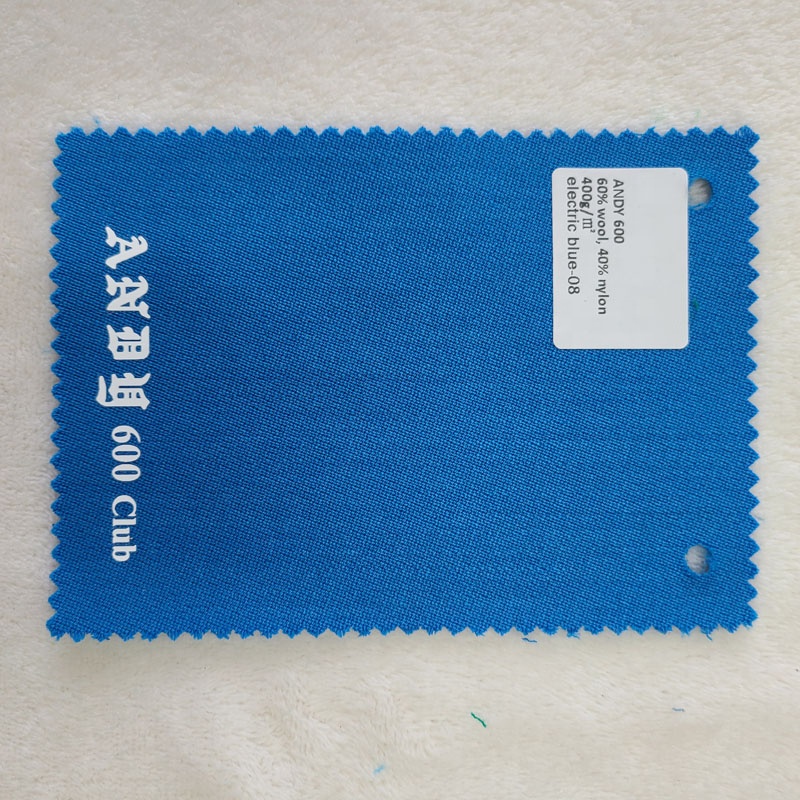 ANDY 600
60% wool, 40% nylon
400g/㎡
electric blue-08
ANDY 600 Club